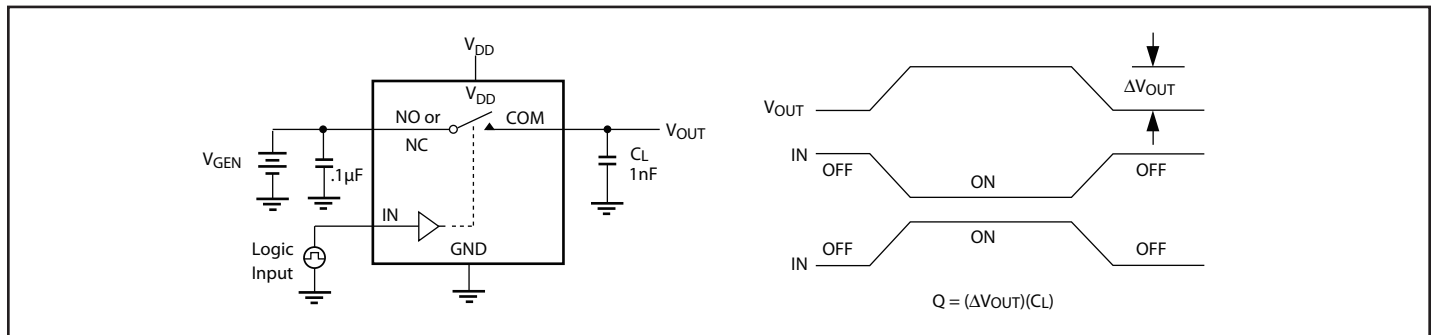 VDD
VDD
NO or
NC
COM
VOUT
VGEN
.1µF
CL
1nF
IN
Logic
Input
GND
VOUT
ΔVOUT
IN
OFF
ON
OFF
IN
OFF
ON
OFF
Q = (ΔVOUT)(CL)